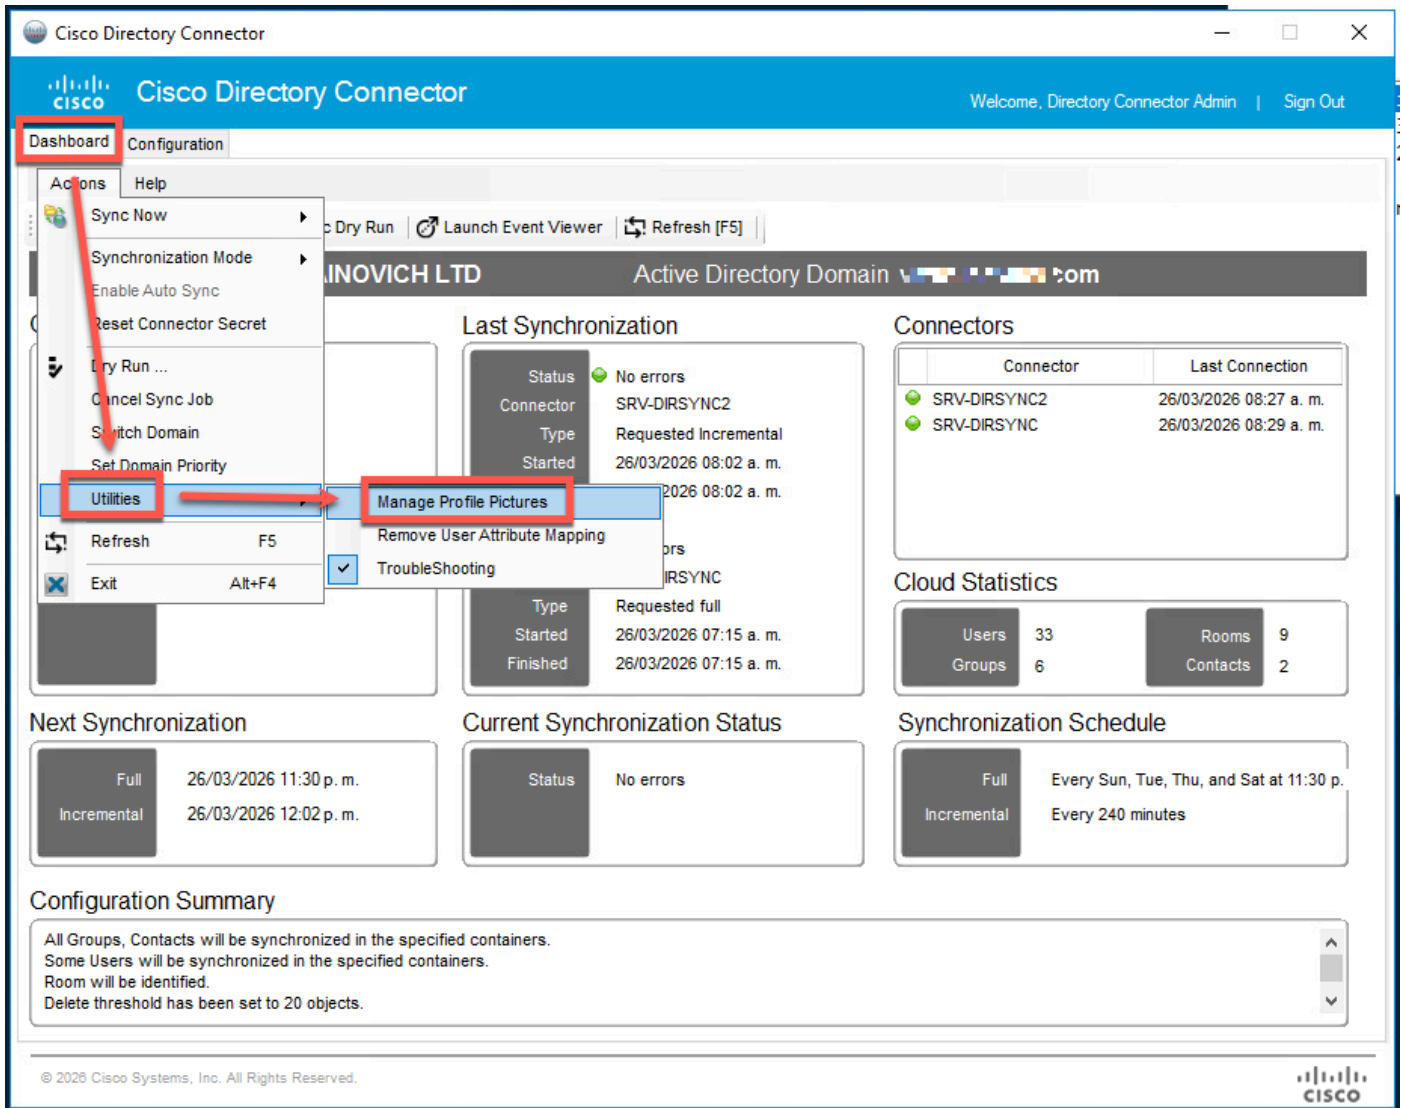 Cisco Directory Connector
CISCO
Cisco Directory Connector
Welcome, Directory Connector Admin | Sign Out
Dashboard
Configuration
Actions
Help
Sync Now
Synchronization Mode
Enable Auto Sync
Reset Connector Secret
Dry Run ...
Cancel Sync Job
Switch Domain
Set Domain Priority
Utilities
Refresh F5
Exit Alt+F4
Manage Profile Pictures
Remove User Attribute Mapping
TroubleShooting
Dry Run
Launch Event Viewer
Refresh [F5]
AINOVICH LTD
Active Directory Domain
.com
Last Synchronization
Status No errors
Connector SRV-DIRSYNC2
Type Requested Incremental
Started 26/03/2026 08:02 a. m.
2026 08:02 a. m.
ors
IRSYNC
Type Requested full
Started 26/03/2026 07:15 a. m.
Finished 26/03/2026 07:15 a. m.
Connectors
Connector Last Connection
SRV-DIRSYNC2 26/03/2026 08:27 a. m.
SRV-DIRSYNC 26/03/2026 08:29 a. m.
Cloud Statistics
Users 33
Groups 6
Rooms 9
Contacts 2
Next Synchronization
Full 26/03/2026 11:30 p. m.
Incremental 26/03/2026 12:02 p. m.
Current Synchronization Status
Status No errors
Synchronization Schedule
Full Every Sun, Tue, Thu, and Sat at 11:30 p.
Incremental Every 240 minutes
Configuration Summary
All Groups, Contacts will be synchronized in the specified containers.
Some Users will be synchronized in the specified containers.
Room will be identified.
Delete threshold has been set to 20 objects.
© 2026 Cisco Systems, Inc. All Rights Reserved.
CISCO